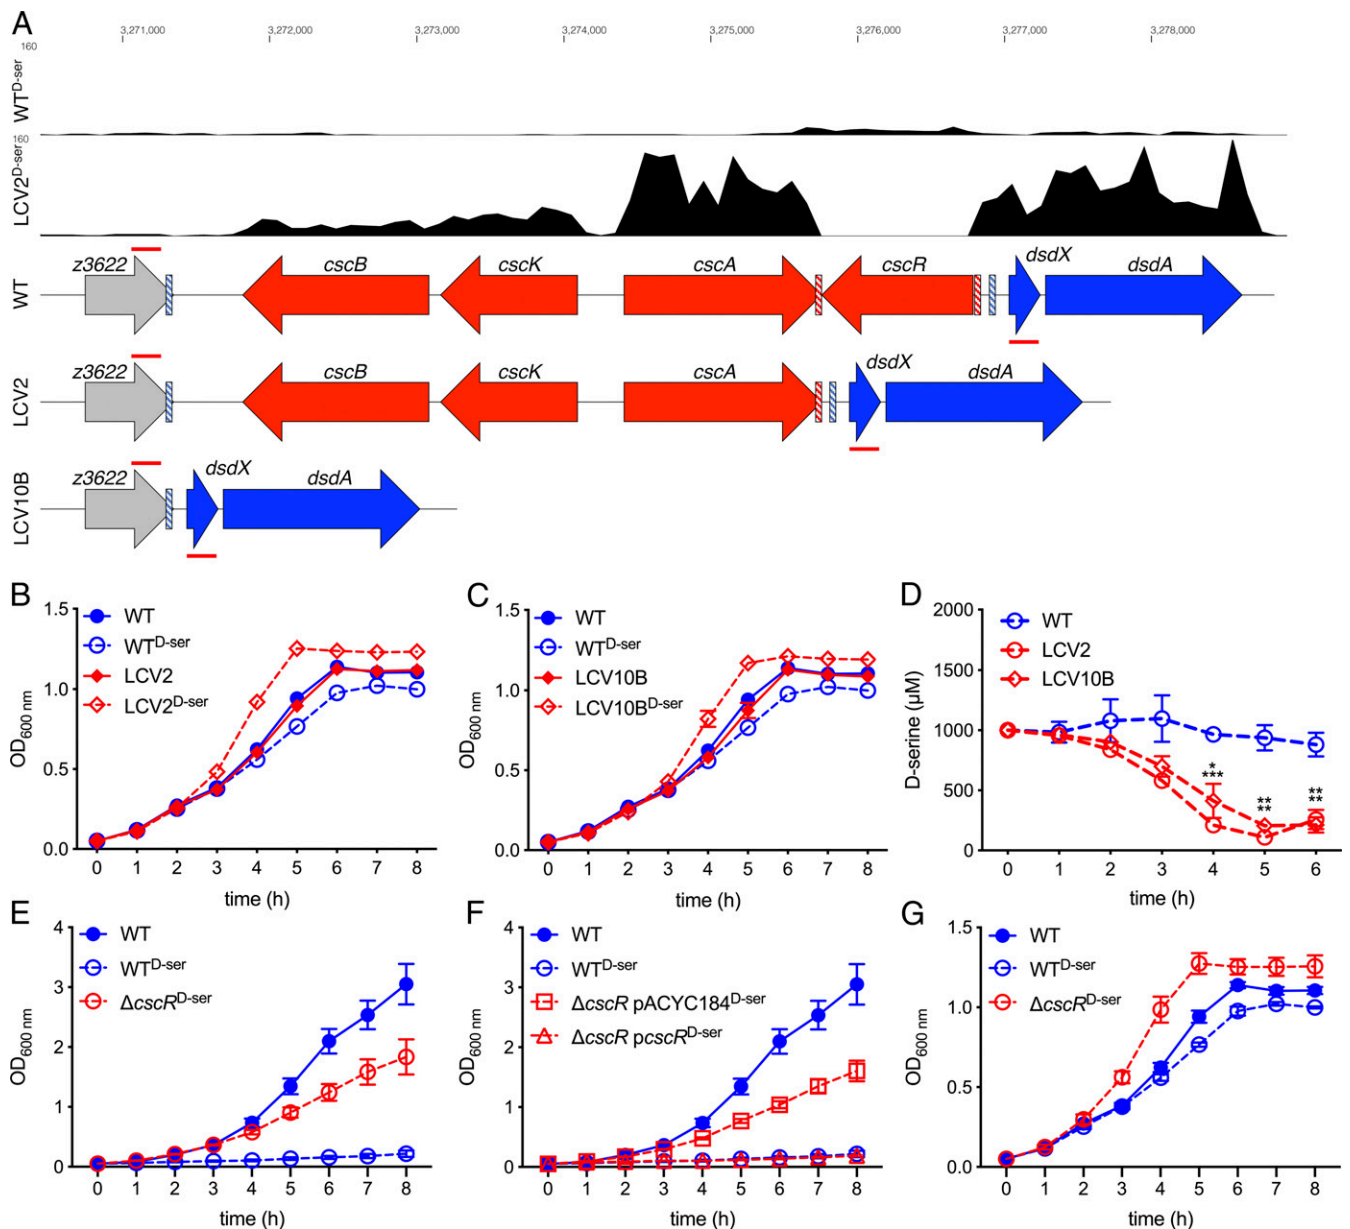 A
3,271,000 3,272,000 3,273,000 3,274,000 3,275,000 3,276,000 3,277,000 3,278,000
160
WT^D-ser
160
LCV2^D-ser
WT
z3622 cscB cscK cscA cscR dsdX dsdA
LCV2
z3622 cscB cscK cscA dsdX dsdA
LCV10B
z3622 dsdX dsdA
B
OD600 nm
1.5
1.0
0.5
0.0
WT
WT^D-ser
LCV2
LCV2^D-ser
0 1 2 3 4 5 6 7 8
time (h)
C
OD600 nm
1.5
1.0
0.5
0.0
WT
WT^D-ser
LCV10B
LCV10B^D-ser
0 1 2 3 4 5 6 7 8
time (h)
D
D-serine (µM)
2000
1500
1000
500
0
WT
LCV2
LCV10B
*
***
**
**
**
**
0 1 2 3 4 5 6
time (h)
E
OD600 nm
4
3
2
1
0
WT
WT^D-ser
ΔcscR^D-ser
0 1 2 3 4 5 6 7 8
time (h)
F
OD600 nm
4
3
2
1
0
WT
WT^D-ser
ΔcscR pACYC184^D-ser
ΔcscR pcscR^D-ser
0 1 2 3 4 5 6 7 8
time (h)
G
OD600 nm
1.5
1.0
0.5
0.0
WT
WT^D-ser
ΔcscR^D-ser
0 1 2 3 4 5 6 7 8
time (h)